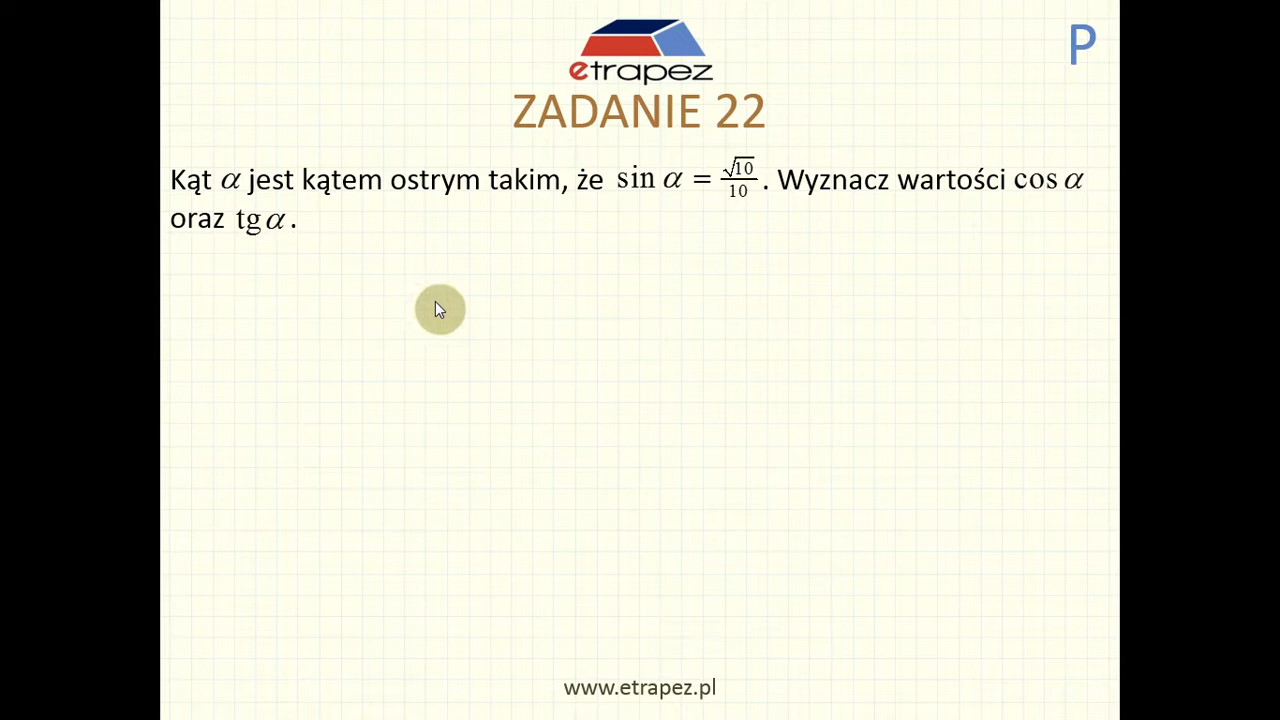 P
etrapez
ZADANIE 22
Kąt α jest kątem ostrym takim, że sin α = √10/10. Wyznacz wartości cos α
oraz tg α.
www.etrapez.pl